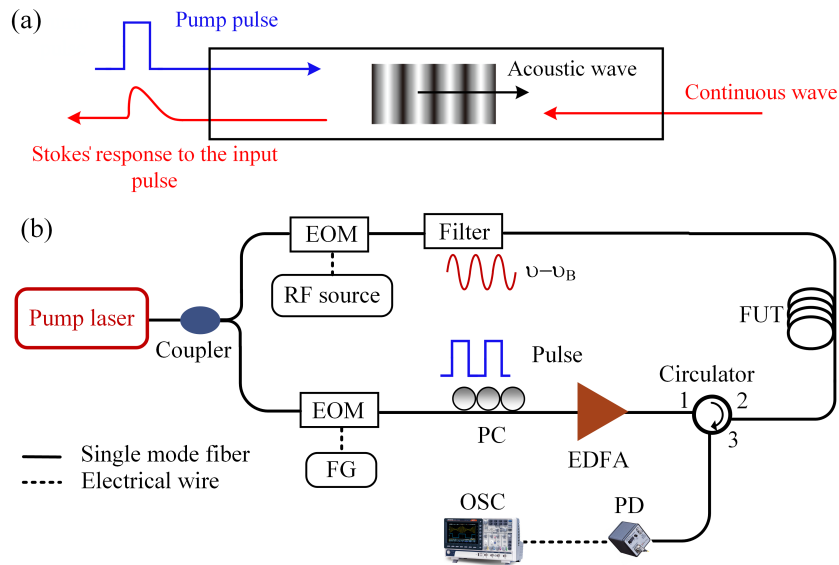 (a)
Pump pulse
Acoustic wave
Continuous wave
Stokes' response to the input
pulse
(b)
EOM
Filter
RF source
υ−υB
Pump laser
Coupler
FUT
Pulse
Circulator
EOM
1
2
3
PC
EDFA
FG
Single mode fiber
Electrical wire
OSC
PD